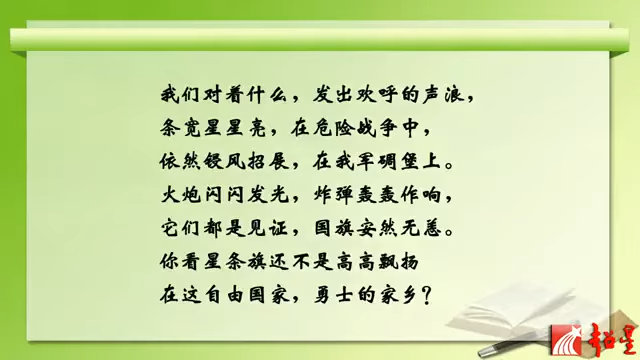 我们对着什么，发出欢呼的声浪，
条宽星星亮，在危险战争中，
依然锓风招展，在我军碉堡上。
火炮闪闪发光，炸弹轰轰作响，
它们都是见证，国旗安然无恙。
你看星条旗还不是高高飘扬
在这自由国家，勇士的家乡？